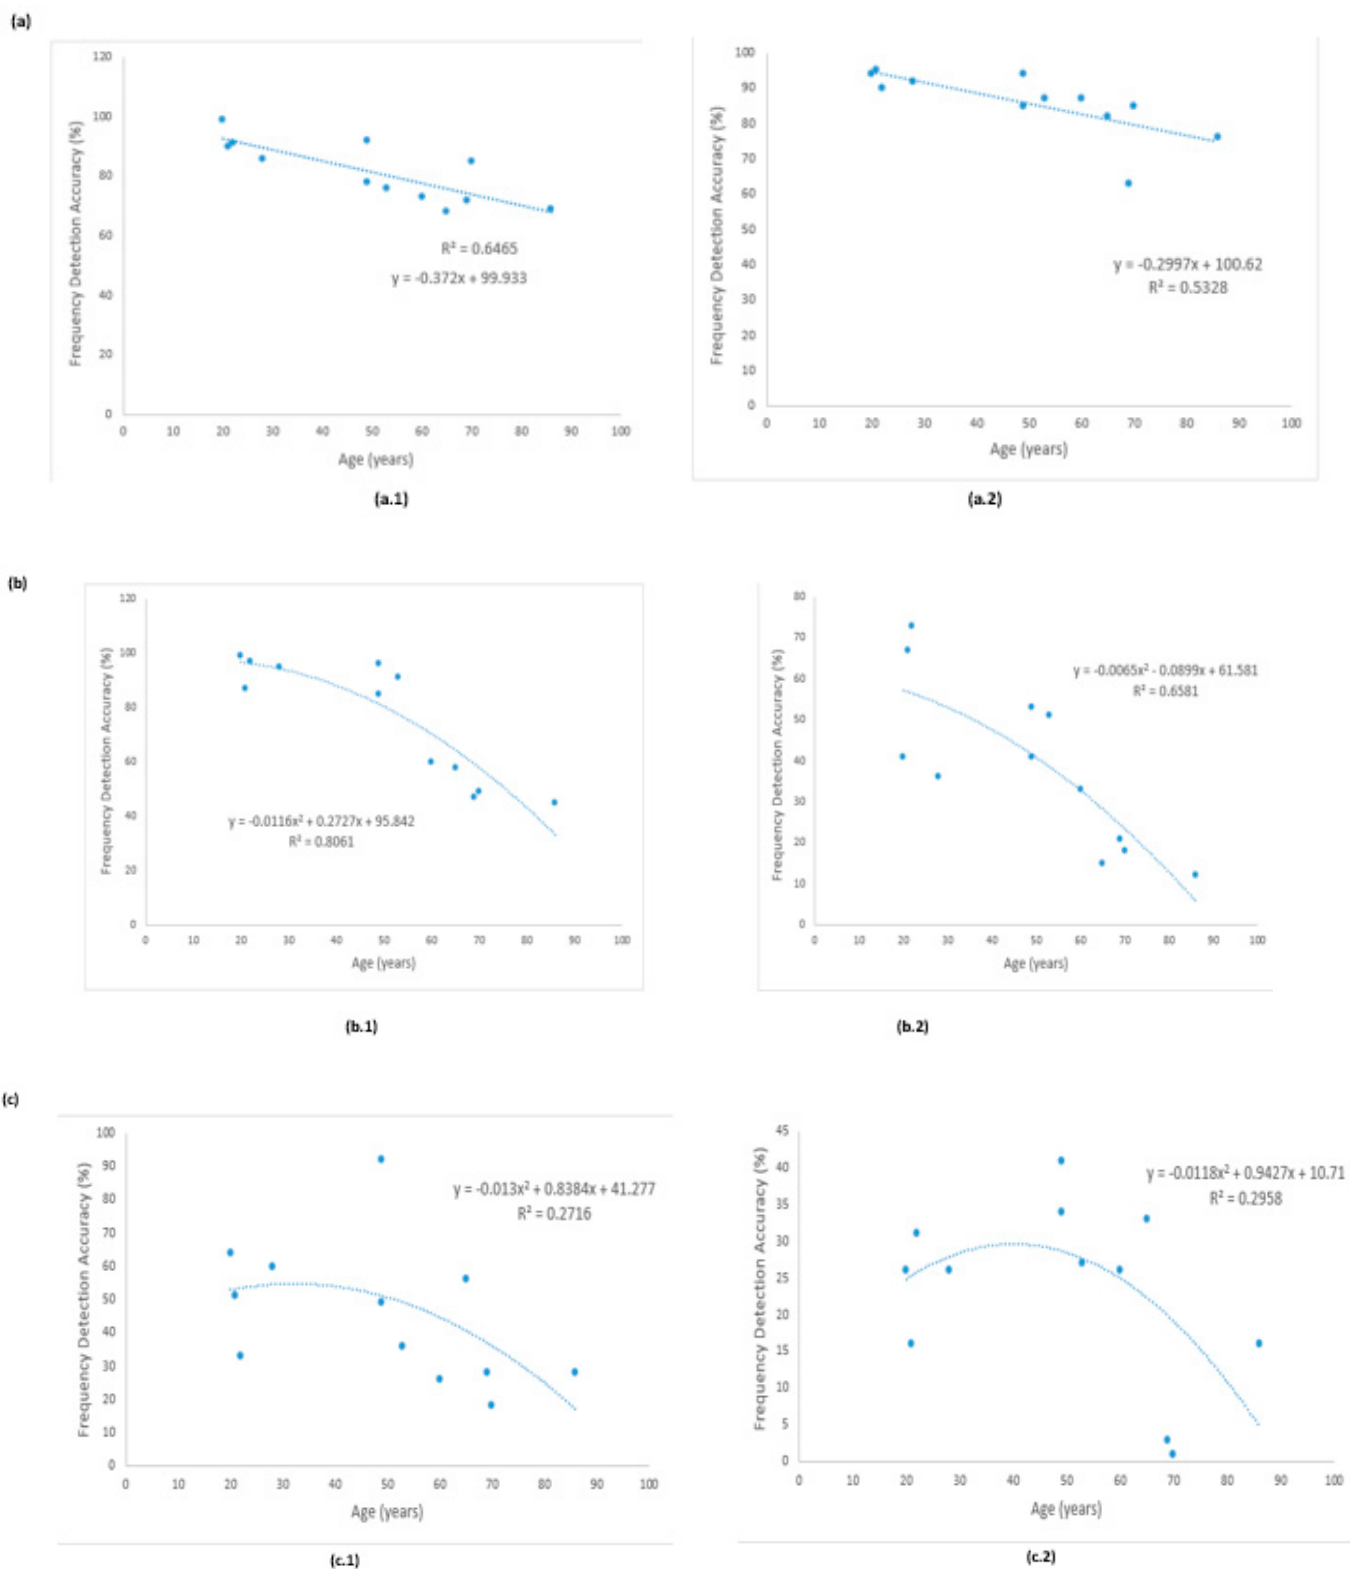 (a)
Frequency Detection Accuracy (%)
120
100
80
60
40
20
0
R² = 0.6465
y = -0.372x + 99.933
0 10 20 30 40 50 60 70 80 90 100
Age (years)
(a.1)
Frequency Detection Accuracy (%)
100
90
80
70
60
50
40
30
20
10
0
y = -0.2997x + 100.62
R² = 0.5328
0 10 20 30 40 50 60 70 80 90 100
Age (years)
(a.2)
(b)
Frequency Detection Accuracy (%)
120
100
80
60
40
20
0
y = -0.0116x² + 0.2727x + 95.842
R² = 0.8061
0 10 20 30 40 50 60 70 80 90 100
Age (years)
(b.1)
Frequency Detection Accuracy (%)
80
70
60
50
40
30
20
10
0
y = -0.0065x² - 0.0899x + 61.581
R² = 0.6581
0 10 20 30 40 50 60 70 80 90 100
Age (years)
(b.2)
(c)
Frequency Detection Accuracy (%)
100
90
80
70
60
50
40
30
20
10
0
y = -0.013x² + 0.8384x + 41.277
R² = 0.2716
0 10 20 30 40 50 60 70 80 90 100
Age (years)
(c.1)
Frequency Detection Accuracy (%)
45
40
35
30
25
20
15
10
5
0
y = -0.0118x² + 0.9427x + 10.71
R² = 0.2958
0 10 20 30 40 50 60 70 80 90 100
Age (years)
(c.2)